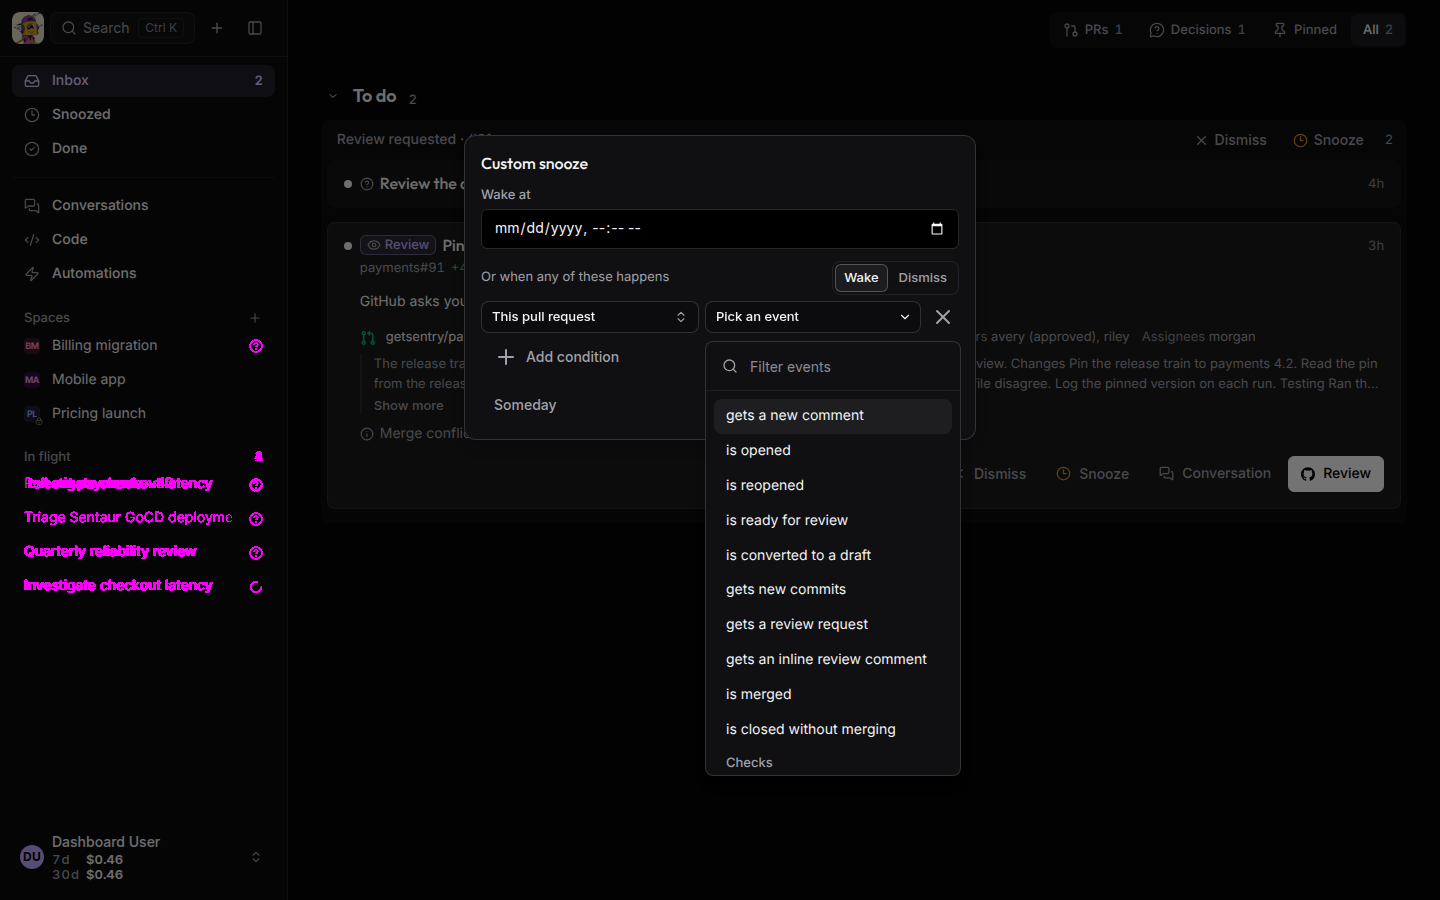 Search Ctrl K
PRs 1 Decisions 1 Pinned All 2
Inbox 2
Snoozed
Done
Conversations
Code
Automations
Spaces
BM Billing migration
MA Mobile app
PL Pricing launch
In flight
Triage Sentaur GoCD deployme
Quarterly reliability review
Investigate checkout latency
DU Dashboard User
7d $0.46
30d $0.46
To do 2
Review requested ·
Dismiss Snooze 2
Review the
4h
Review Pin
3h
payments#91
GitHub asks you
getsentry/pa
avery (approved), riley Assignees morgan
The release tra
view. Changes Pin the release train to payments 4.2. Read the pin
from the releas
file disagree. Log the pinned version on each run. Testing Ran th...
Show more
Merge conflic
Dismiss Snooze Conversation Review
Custom snooze
Wake at
mm/dd/yyyy, --:-- --
Or when any of these happens Wake Dismiss
This pull request Pick an event
Add condition
Someday
Filter events
gets a new comment
is opened
is reopened
is ready for review
is converted to a draft
gets new commits
gets a review request
gets an inline review comment
is merged
is closed without merging
Checks